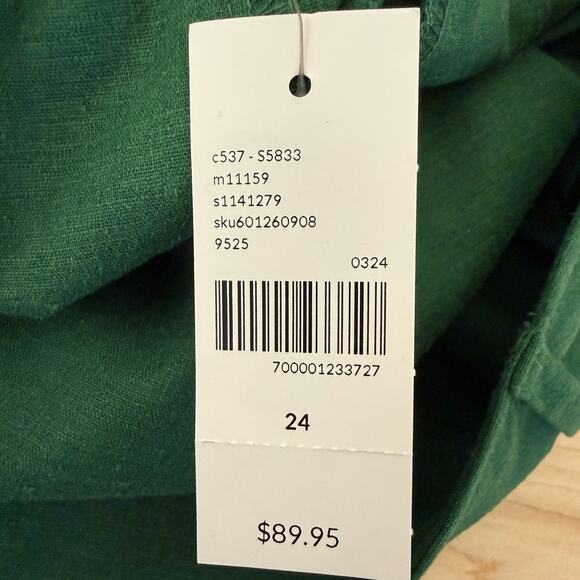 c537 - S5833
m11159
s1141279
sku601260908
9525
0324
700001233727
24
$89.95